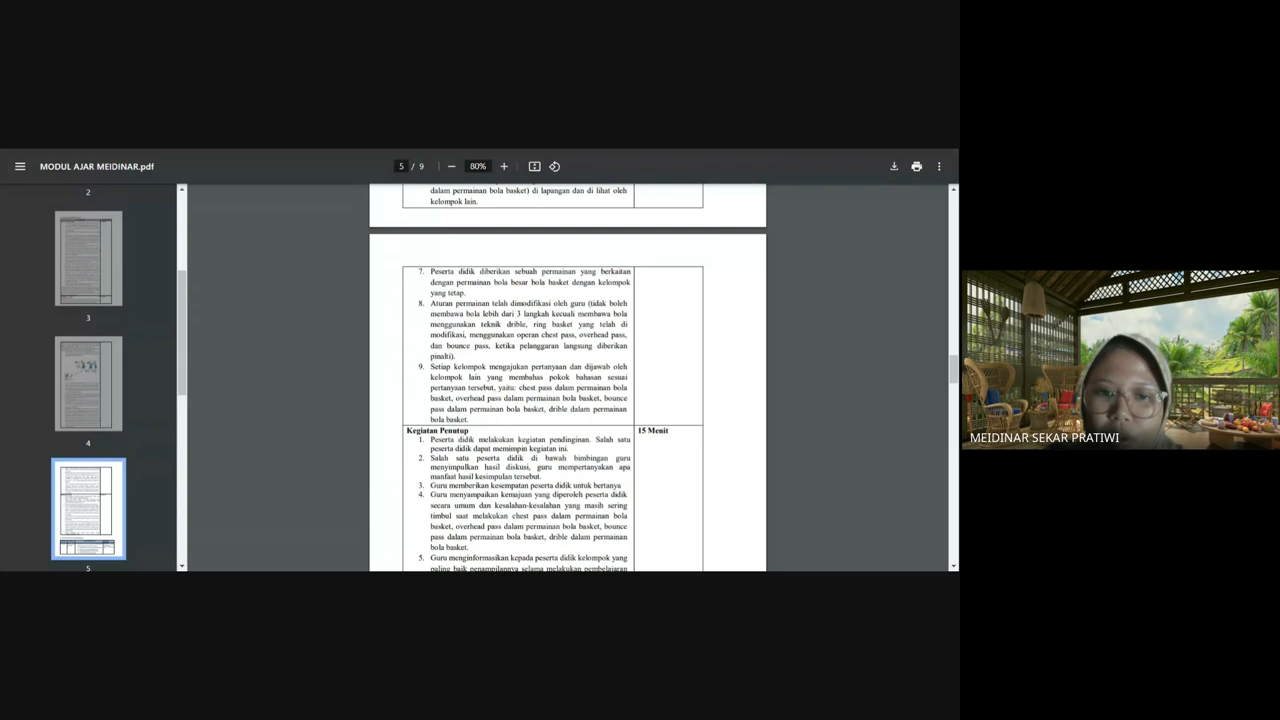 MODUL AJAR MEIDINAR.pdf
5 / 9
80%
2
3
4
5
dalam permainan bola basket) di lapangan dan di lihat oleh
kelompok lain.
7. Peserta didik diberikan sebuah permainan yang berkaitan
dengan permainan bola besar bola basket dengan kelompok
yang tetap.
8. Aturan permainan telah dimodifikasi oleh guru (tidak boleh
membawa bola lebih dari 3 langkah kecuali membawa bola
menggunakan teknik drible, ring basket yang telah di
modifikasi, menggunakan operan chest pass, overhead pass,
dan bounce pass, ketika pelanggaran langsung diberikan
pinalti).
9. Setiap kelompok mengajukan pertanyaan dan dijawab oleh
kelompok lain yang membahas pokok bahasan sesuai
pertanyaan tersebut, yaitu: chest pass dalam permainan bola
basket, overhead pass dalam permainan bola basket, bounce
pass dalam permainan bola basket, drible dalam permainan
bola basket.
Kegiatan Penutup
15 Menit
1. Peserta didik melakukan kegiatan pendinginan. Salah satu
peserta didik dapat memimpin kegiatan ini.
2. Salah satu peserta didik di bawah bimbingan guru
menyimpulkan hasil diskusi, guru mempertanyakan apa
manfaat hasil kesimpulan tersebut.
3. Guru memberikan kesempatan peserta didik untuk bertanya
4. Guru menyampaikan kemajuan yang diperoleh peserta didik
secara umum dan kesalahan-kesalahan yang masih sering
timbul saat melakukan chest pass dalam permainan bola
basket, overhead pass dalam permainan bola basket, bounce
pass dalam permainan bola basket, drible dalam permainan
bola basket.
5. Guru menginformasikan kepada peserta didik kelompok yang
paling baik penampilannya selama melakukan pembelajaran
MEIDINAR SEKAR PRATIWI